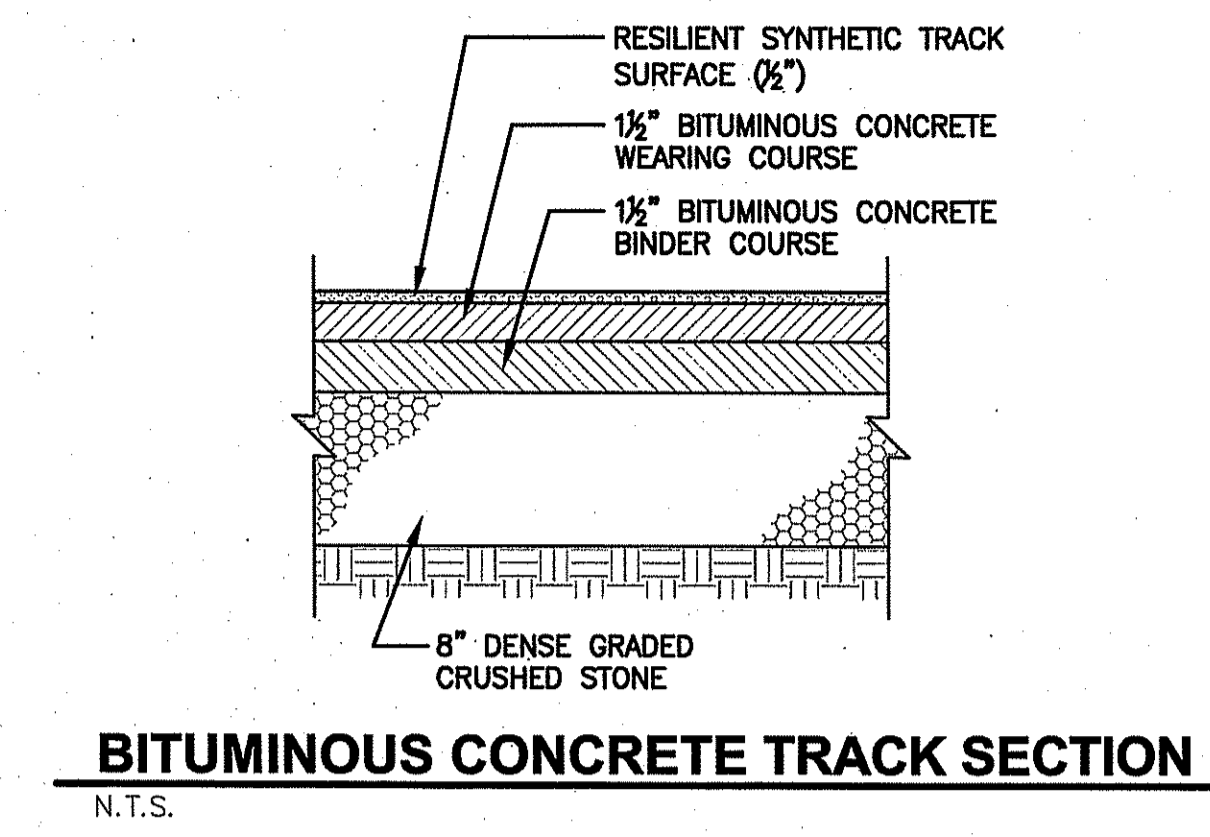 RESILIENT SYNTHETIC TRACK
SURFACE (½")
1½" BITUMINOUS CONCRETE
WEARING COURSE
1½" BITUMINOUS CONCRETE
BINDER COURSE
8" DENSE GRADED
CRUSHED STONE
BITUMINOUS CONCRETE TRACK SECTION
N.T.S.